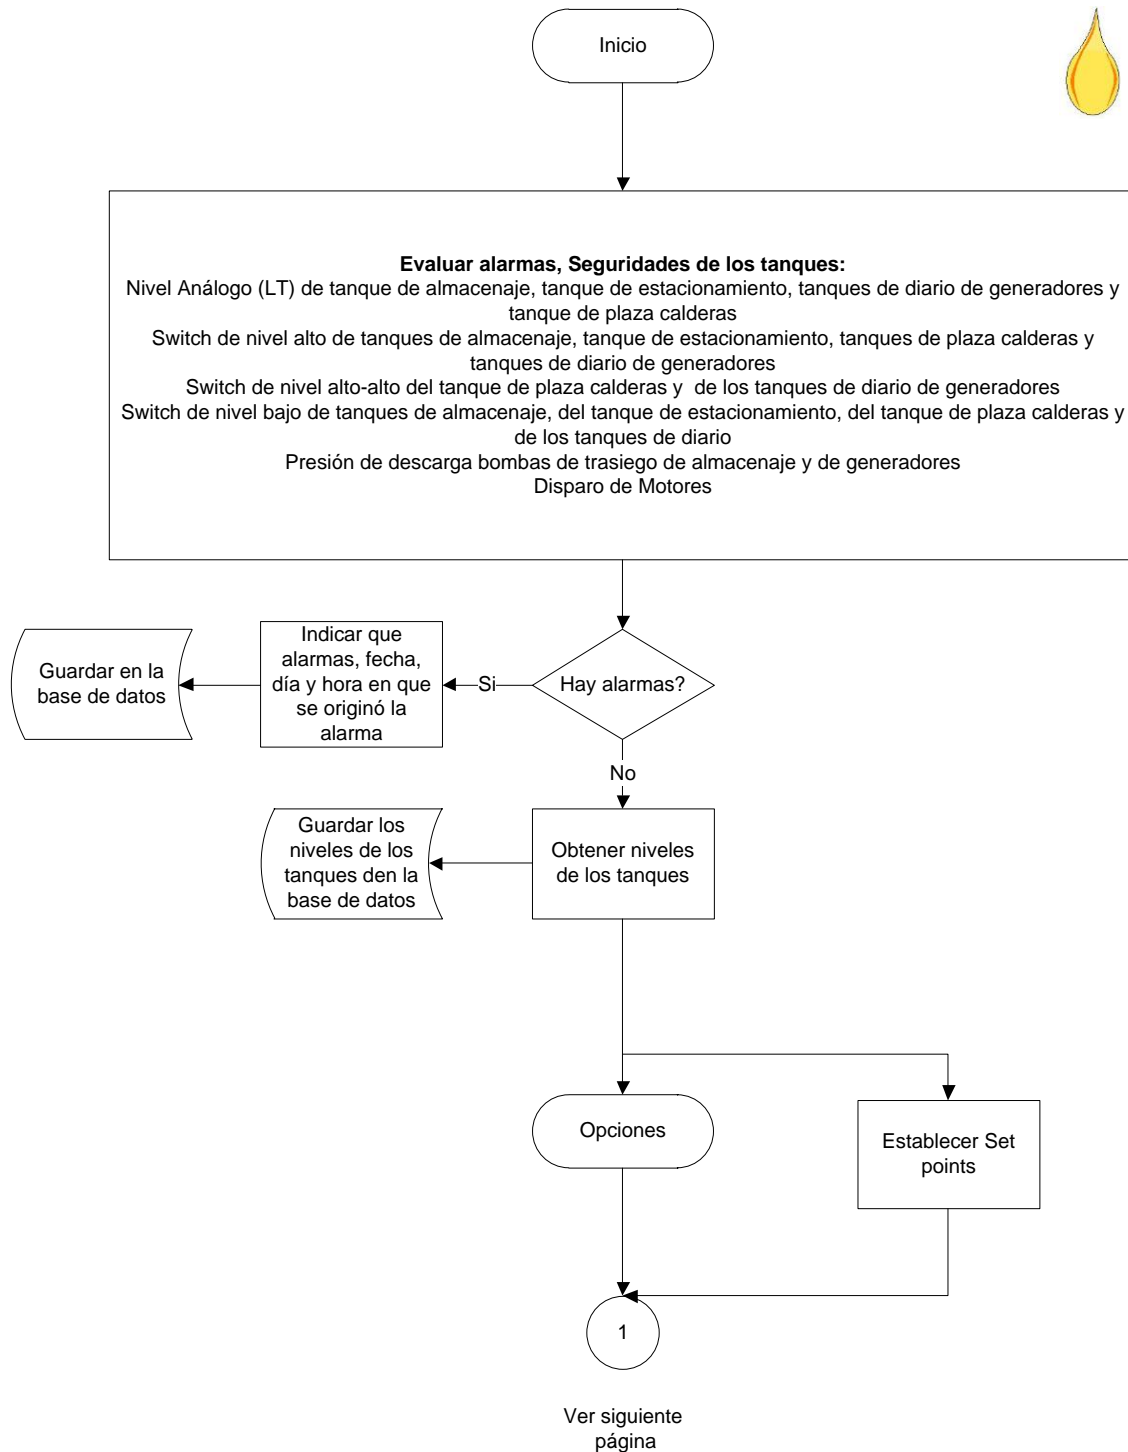 Inicio
Evaluar alarmas, Seguridades de los tanques:
Nivel Análogo (LT) de tanque de almacenaje, tanque de estacionamiento, tanques de diario de generadores y
tanque de plaza calderas
Switch de nivel alto de tanques de almacenaje, tanque de estacionamiento, tanques de plaza calderas y
tanques de diario de generadores
Switch de nivel alto-alto del tanque de plaza calderas y  de los tanques de diario de generadores
Switch de nivel bajo de tanques de almacenaje, del tanque de estacionamiento, del tanque de plaza calderas y
de los tanques de diario
Presión de descarga bombas de trasiego de almacenaje y de generadores
Disparo de Motores
Guardar en la
base de datos
Indicar que
alarmas, fecha,
día y hora en que
se originó la
alarma
Si
Hay alarmas?
No
Guardar los
niveles de los
tanques den la
base de datos
Obtener niveles
de los tanques
Opciones
Establecer Set
points
1
Ver siguiente
página